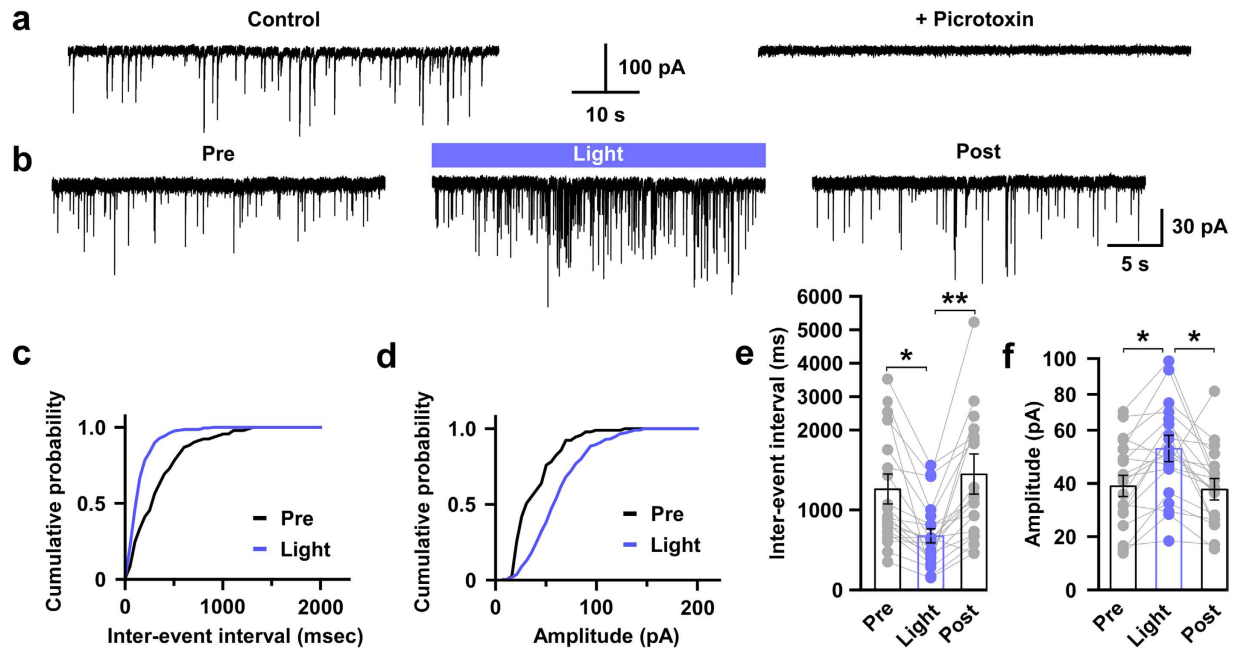 a
Control
+ Picrotoxin
100 pA
10 s
b
Pre
Light
Post
30 pA
5 s
c
Cumulative probability
1.0
0.5
0
Pre
Light
0
1000
2000
Inter-event interval (msec)
d
Cumulative probability
1.0
0.5
0
Pre
Light
0
100
200
Amplitude (pA)
e
Inter-event interval (ms)
6000
5000
4000
3000
2000
1000
0
*
**
Pre
Light
Post
f
Amplitude (pA)
100
80
60
40
20
0
*
*
Pre
Light
Post